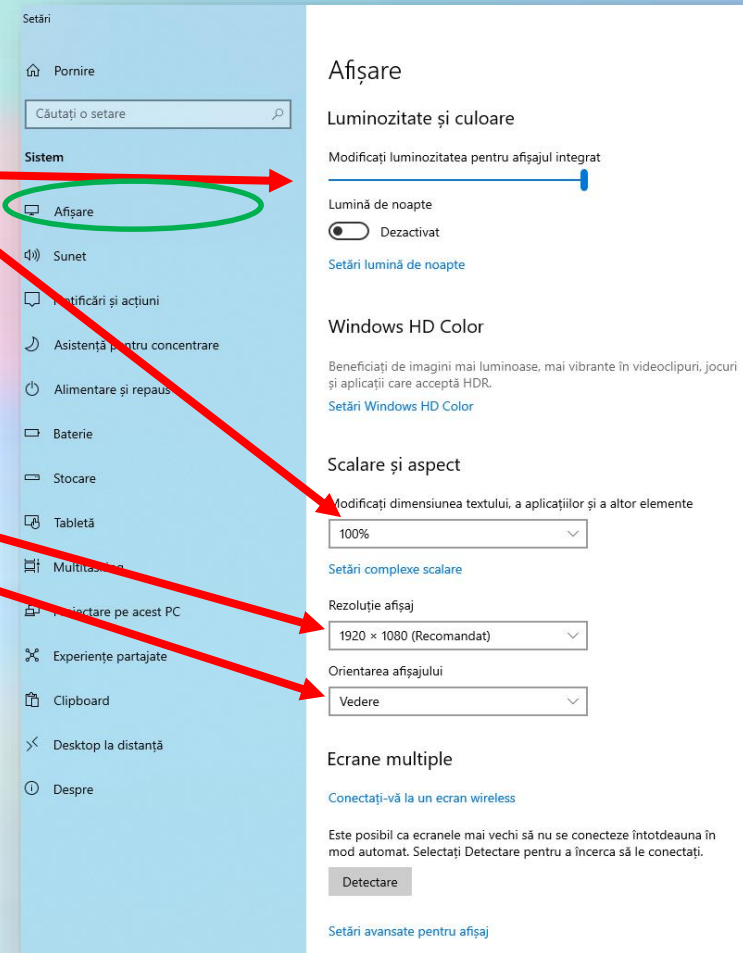 Setări
Pornire
Căutați o setare
Sistem
Afișare
Sunet
Notificări și acțiuni
Asistență pentru concentrare
Alimentare și repaus
Baterie
Stocare
Tabletă
Multitasking
Proiectare pe acest PC
Experiențe partajate
Clipboard
Desktop la distanță
Despre
Afișare
Luminozitate și culoare
Modificați luminozitatea pentru afișajul integrat
Lumină de noapte
Dezactivat
Setări lumină de noapte
Windows HD Color
Beneficiați de imagini mai luminoase, mai vibrante în videoclipuri, jocuri
și aplicații care acceptă HDR.
Setări Windows HD Color
Scalare și aspect
Modificați dimensiunea textului, a aplicațiilor și a altor elemente
100%
Setări complexe scalare
Rezoluție afișaj
1920 × 1080 (Recomandat)
Orientarea afișajului
Vedere
Ecrane multiple
Conectați-vă la un ecran wireless
Este posibil ca ecranele mai vechi să nu se conecteze întotdeauna în
mod automat. Selectați Detectare pentru a încerca să le conectați.
Detectare
Setări avansate pentru afișaj